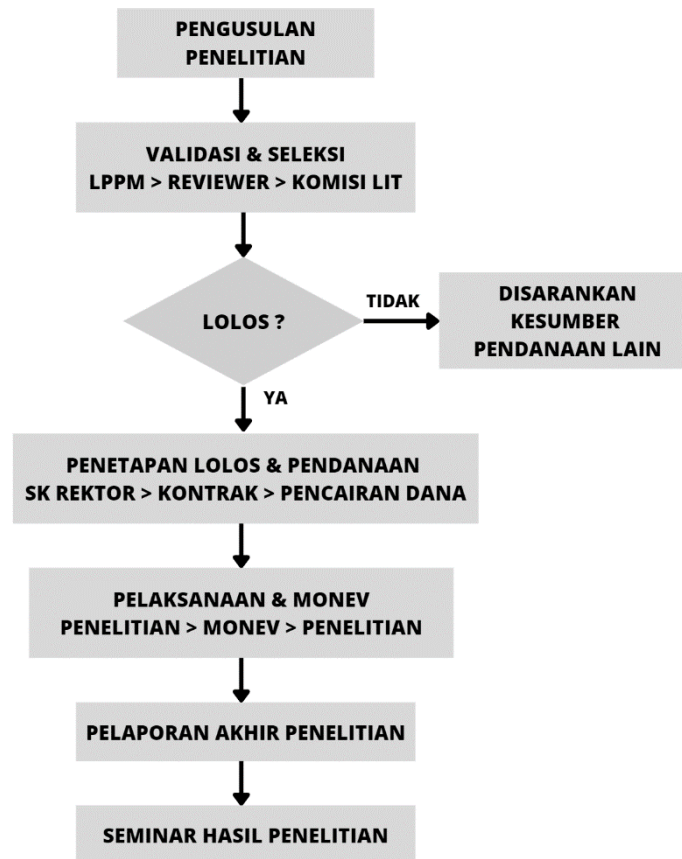 PENGUSULAN
PENELITIAN
VALIDASI & SELEKSI
LPPM > REVIEWER > KOMISI LIT
LOLOS ?
TIDAK
DISARANKAN
KESUMBER
PENDANAAN LAIN
YA
PENETAPAN LOLOS & PENDANAAN
SK REKTOR > KONTRAK > PENCAIRAN DANA
PELAKSANAAN & MONEV
PENELITIAN > MONEV > PENELITIAN
PELAPORAN AKHIR PENELITIAN
SEMINAR HASIL PENELITIAN